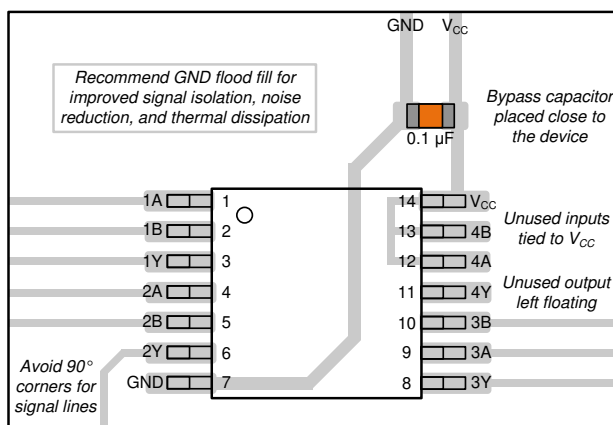 GND VCC
Recommend GND flood fill for
improved signal isolation, noise
reduction, and thermal dissipation
Bypass capacitor
placed close to
the device
0.1 µF
1A 1 14 VCC
1B 2 13 4B
1Y 3 12 4A
2A 4 11 4Y
2B 5 10 3B
2Y 6 9 3A
GND 7 8 3Y
Unused inputs
tied to VCC
Unused output
left floating
Avoid 90°
corners for
signal lines